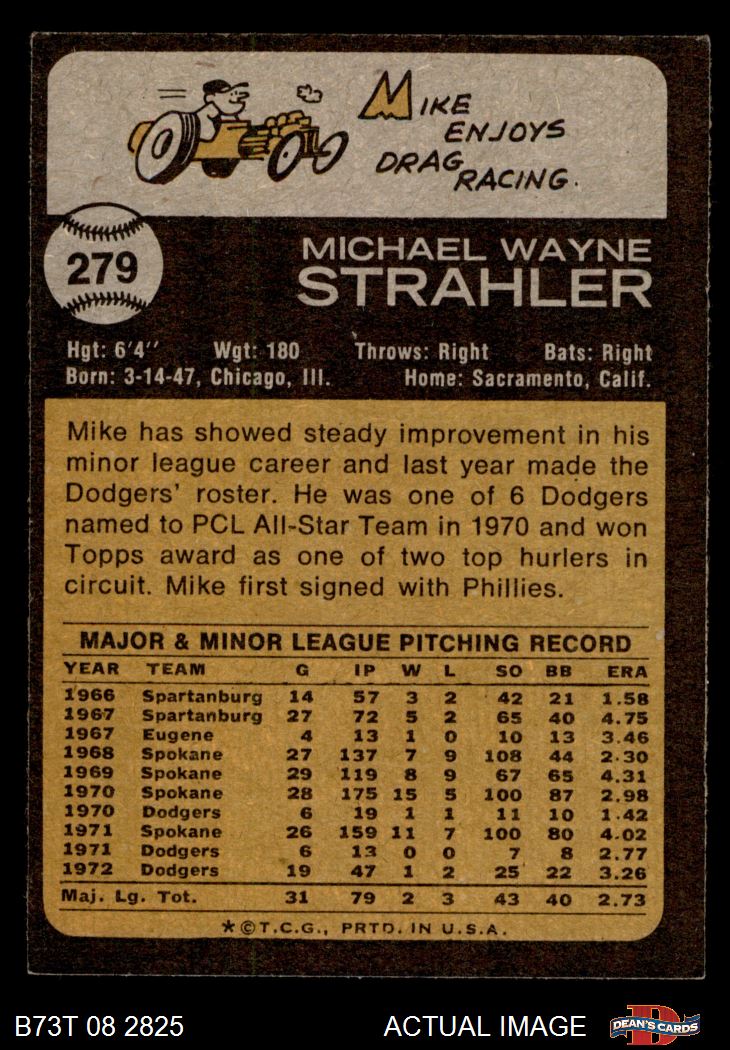 MIKE
ENJOYS
DRAG
RACING.
279
MICHAEL WAYNE
STRAHLER
Hgt: 6'4'' Wgt: 180 Throws: Right Bats: Right
Born: 3-14-47, Chicago, Ill. Home: Sacramento, Calif.
Mike has showed steady improvement in his
minor league career and last year made the
Dodgers' roster. He was one of 6 Dodgers
named to PCL All-Star Team in 1970 and won
Topps award as one of two top hurlers in
circuit. Mike first signed with Phillies.
MAJOR & MINOR LEAGUE PITCHING RECORD
YEAR TEAM G IP W L SO BB ERA
1966 Spartanburg 14 57 3 2 42 21 1.58
1967 Spartanburg 27 72 5 2 65 40 4.75
1967 Eugene 4 13 1 0 10 13 3.46
1968 Spokane 27 137 7 9 108 44 2.30
1969 Spokane 29 119 8 9 67 65 4.31
1970 Spokane 28 175 15 5 100 87 2.98
1970 Dodgers 6 19 1 1 11 10 1.42
1971 Spokane 26 159 11 7 100 80 4.02
1971 Dodgers 6 13 0 0 7 8 2.77
1972 Dodgers 19 47 1 2 25 22 3.26
Maj. Lg. Tot. 31 79 2 3 43 40 2.73
*©T.C.G., PRTD. IN U.S.A.
B73T 08 2825 ACTUAL IMAGE D DEAN'S CARDS